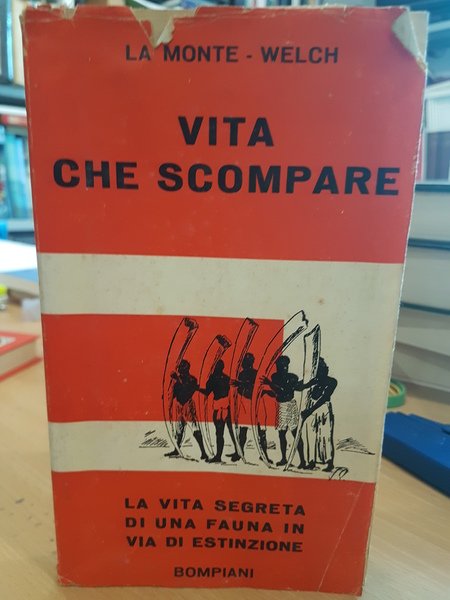 LA MONTE - WELCH
VITA
CHE SCOMPARE
LA VITA SEGRETA
DI UNA FAUNA IN
VIA DI ESTINZIONE
BOMPIANI